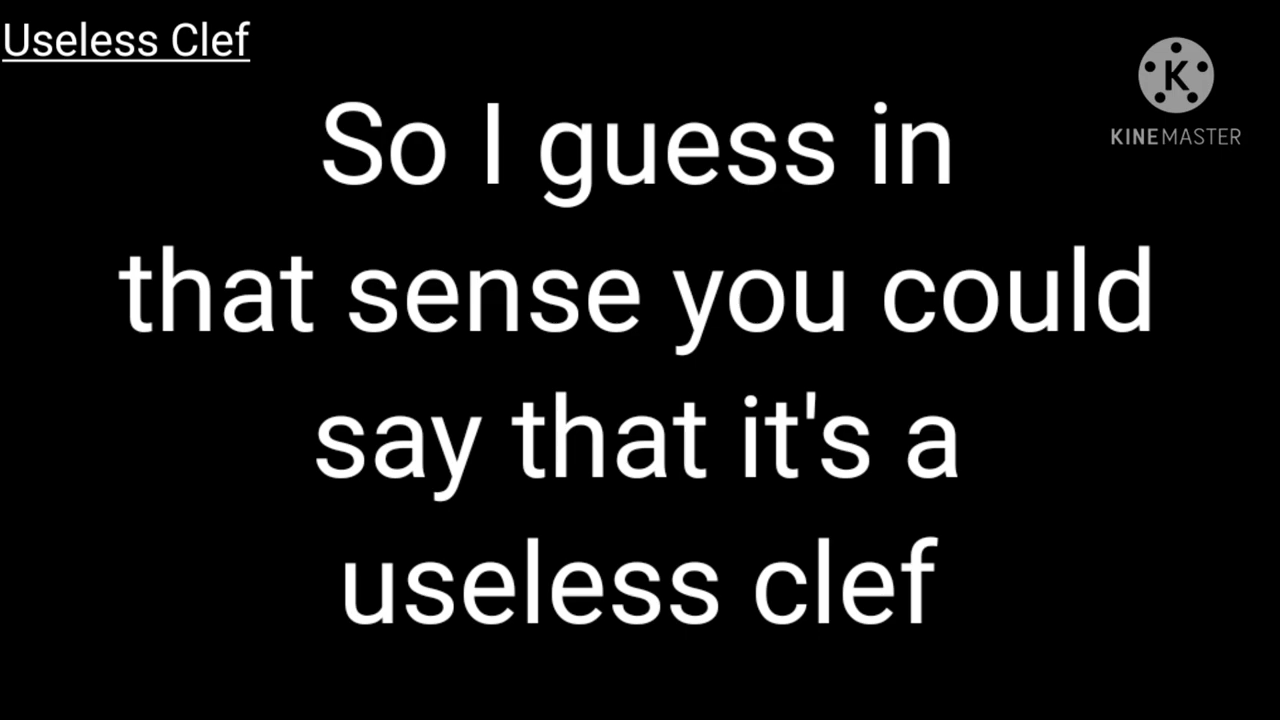 Useless Clef
K
KINEMASTER
So I guess in
that sense you could
say that it's a
useless clef